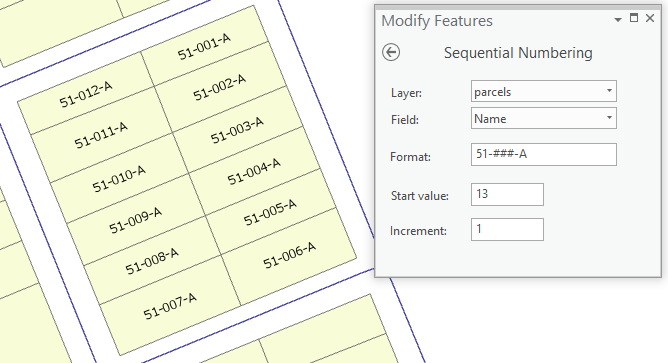 51-001-A
51-012-A
51-002-A
51-011-A
51-003-A
51-010-A
51-004-A
51-009-A
51-005-A
51-008-A
51-006-A
51-007-A
Modify Features
Sequential Numbering
Layer: parcels
Field: Name
Format: 51-###-A
Start value: 13
Increment: 1